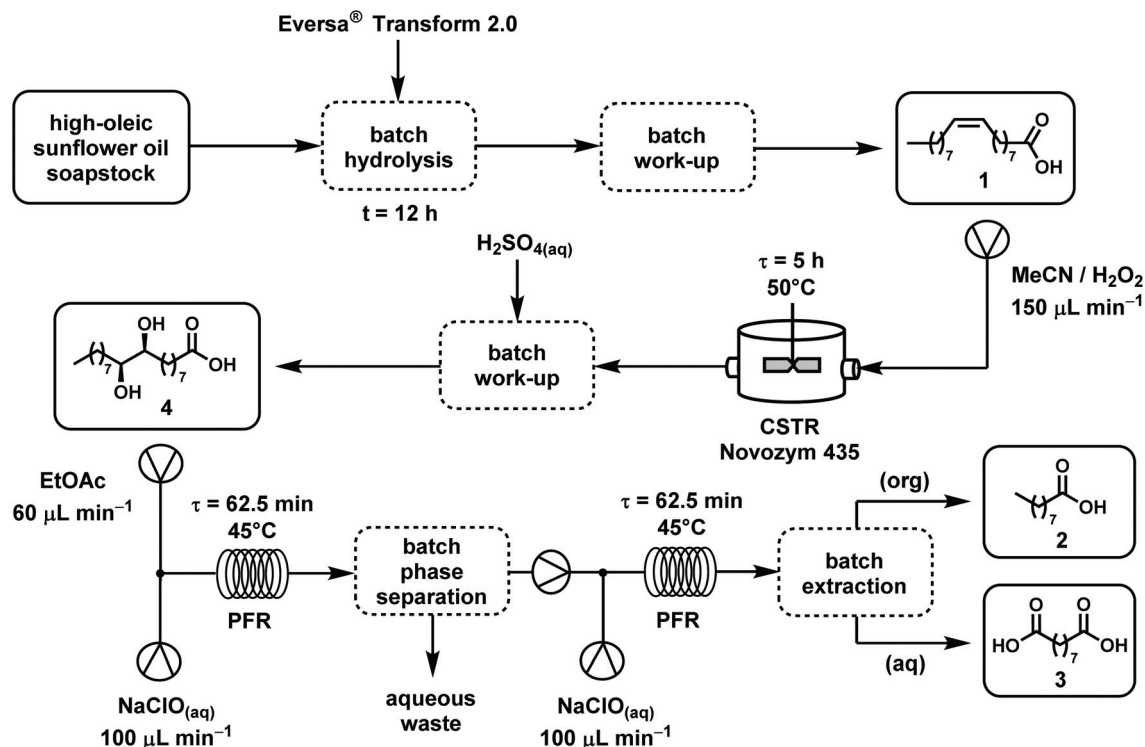 Eversa® Transform 2.0
high-oleic
sunflower oil
soapstock
batch
hydrolysis
t = 12 h
batch
work-up
7
7
O
OH
1
MeCN / H₂O₂
150 μL min⁻¹
τ = 5 h
50°C
CSTR
Novozym 435
H₂SO₄₍aq₎
batch
work-up
OH
O
7
7
OH
OH
4
EtOAc
60 μL min⁻¹
NaClO(aq)
100 μL min⁻¹
τ = 62.5 min
45°C
PFR
batch
phase
separation
aqueous
waste
NaClO(aq)
100 μL min⁻¹
τ = 62.5 min
45°C
PFR
batch
extraction
(org)
O
7
OH
2
(aq)
O
O
HO
7
OH
3